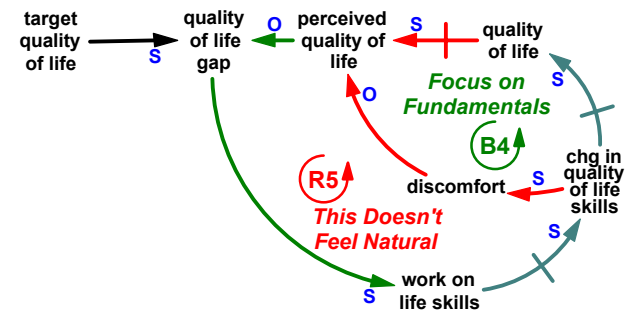 target
quality
of life
S
quality
of life
gap
O
perceived
quality of
life
S
quality
of life
S
O
Focus on
Fundamentals
B4
chg in
quality
of life
skills
S
discomfort
R5
This Doesn't
Feel Natural
S
work on
life skills
S